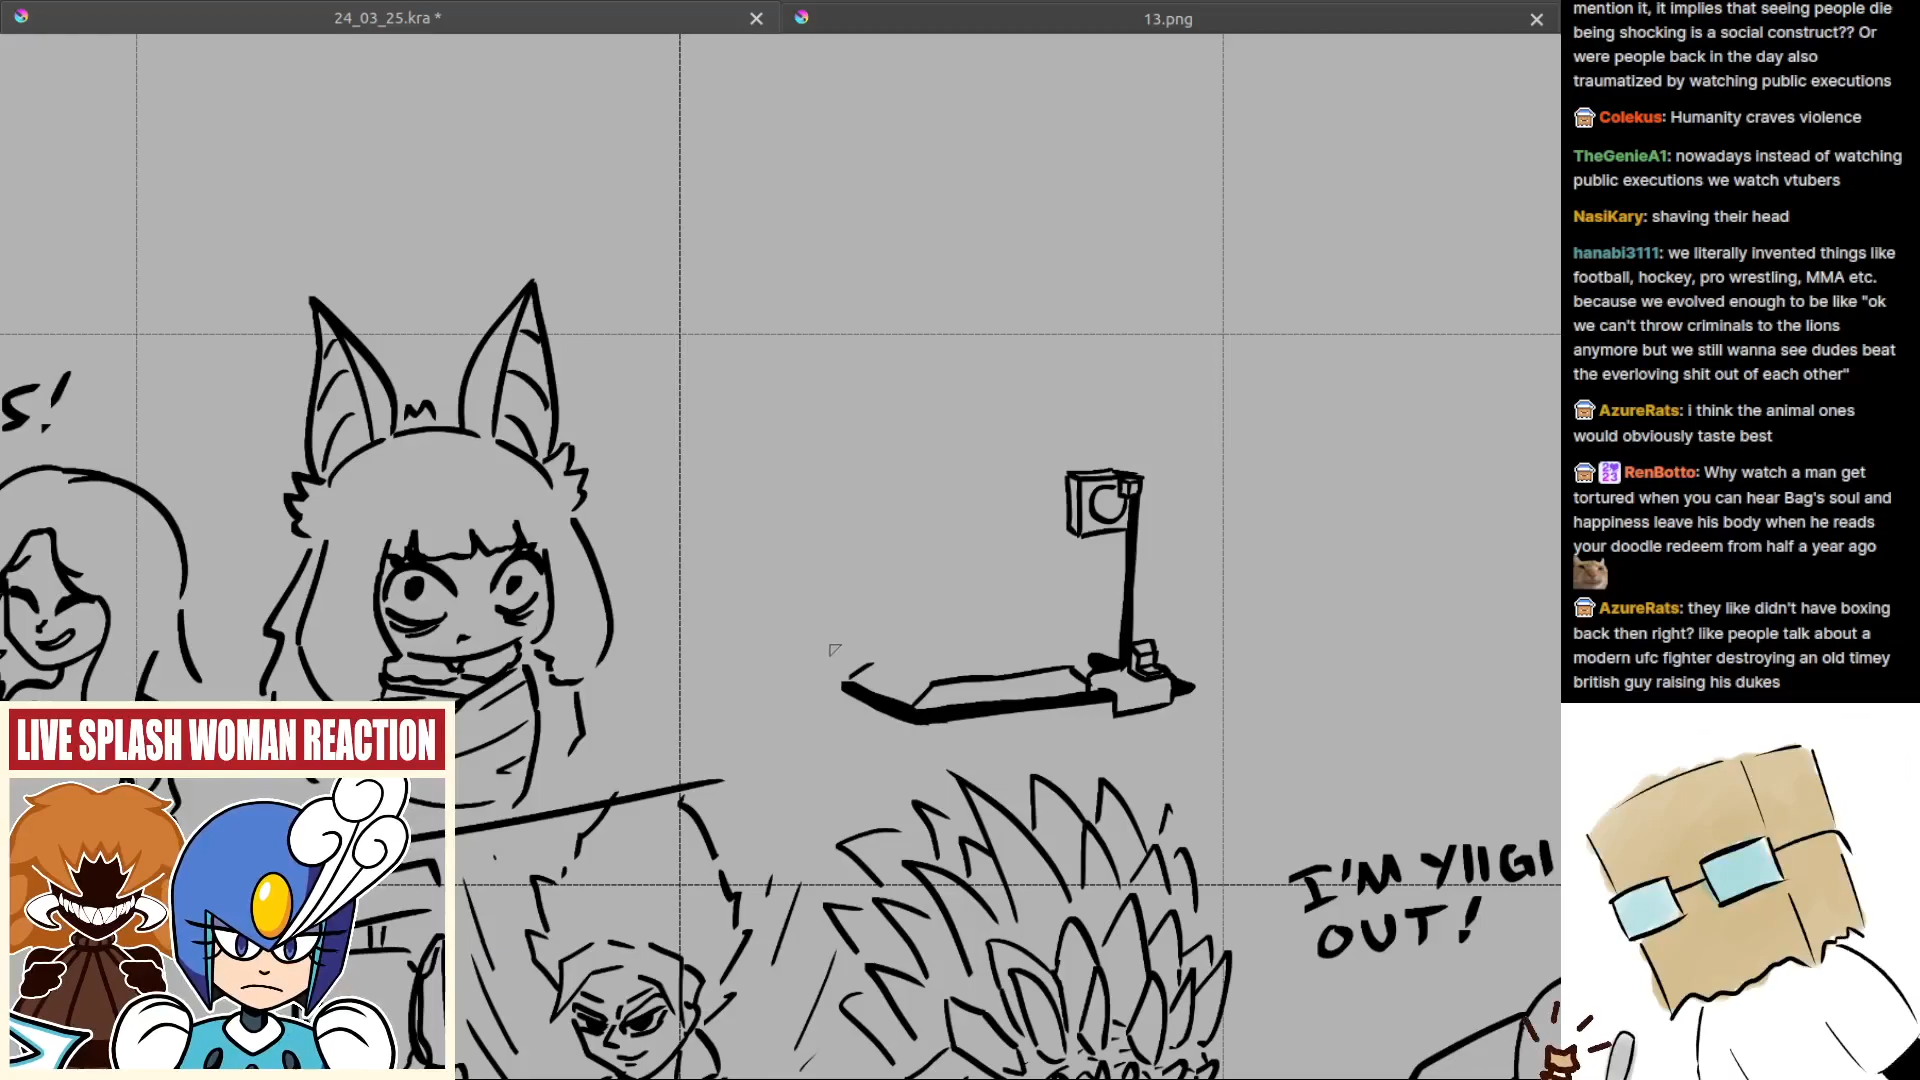 24_03_25.kra *
13.png
S!
I'M YIIGI
OUT!
LIVE SPLASH WOMAN REACTION
mention it, it implies that seeing people die
being shocking is a social construct?? Or
were people back in the day also
traumatized by watching public executions
Colekus: Humanity craves violence
TheGenieA1: nowadays instead of watching
public executions we watch vtubers
NasiKary: shaving their head
hanabi3111: we literally invented things like
football, hockey, pro wrestling, MMA etc.
because we evolved enough to be like "ok
we can't throw criminals to the lions
anymore but we still wanna see dudes beat
the everloving shit out of each other"
AzureRats: i think the animal ones
would obviously taste best
RenBotto: Why watch a man get
tortured when you can hear Bag's soul and
happiness leave his body when he reads
your doodle redeem from half a year ago
AzureRats: they like didn't have boxing
back then right? like people talk about a
modern ufc fighter destroying an old timey
british guy raising his dukes